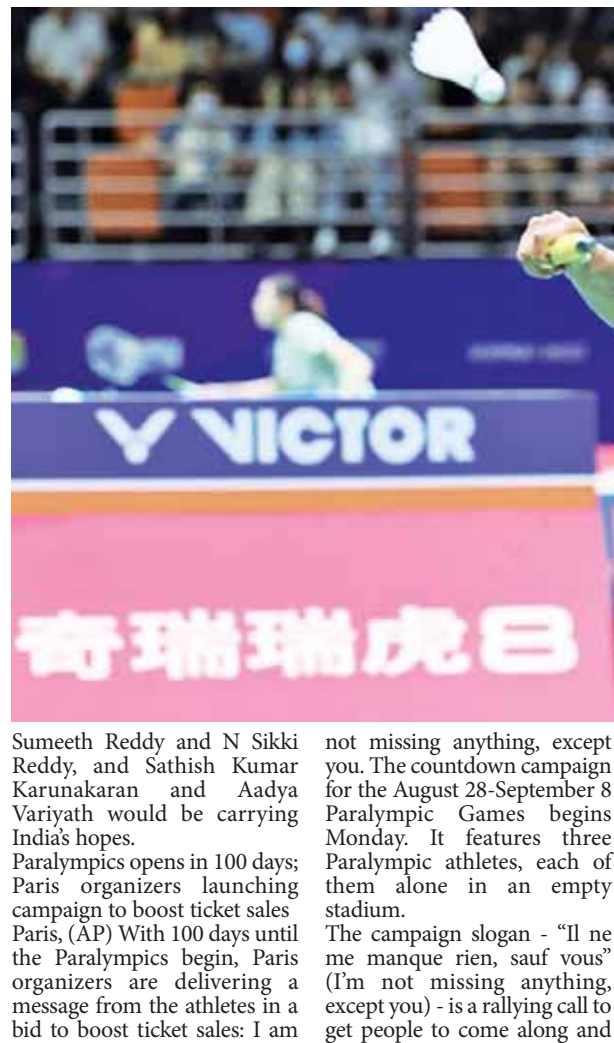 VICTOR
奇瑞瑞虎8
Sumeeth Reddy and N Sikki
Reddy, and Sathish Kumar
Karunakaran and Aadya
Variyath would be carrying
India's hopes.
Paralympics opens in 100 days;
Paris organizers launching
campaign to boost ticket sales
Paris, (AP) With 100 days until
the Paralympics begin, Paris
organizers are delivering a
message from the athletes in a
bid to boost ticket sales: I am
not missing anything, except
you. The countdown campaign
for the August 28-September 8
Paralympic Games begins
Monday. It features three
Paralympic athletes, each of
them alone in an empty
stadium.
The campaign slogan - “Il ne
me manque rien, sauf vous”
(I’m not missing anything,
except you) - is a rallying call to
get people to come along and